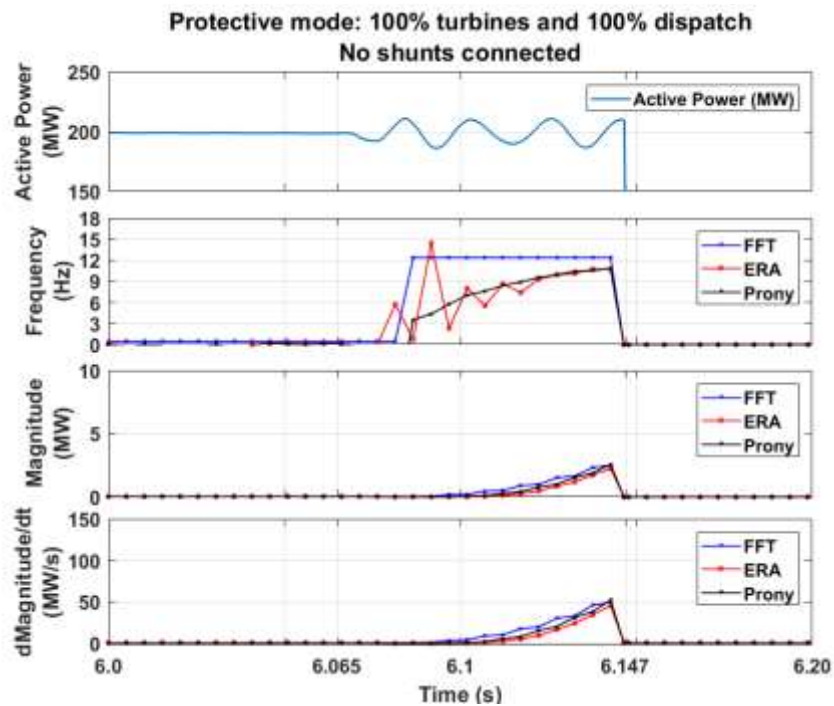 Protective mode: 100% turbines and 100% dispatch
No shunts connected
250
200
150
Active Power
(MW)
Active Power (MW)
18
15
12
9
6
3
0
Frequency
(Hz)
FFT
ERA
Prony
10
5
0
Magnitude
(MW)
FFT
ERA
Prony
150
100
50
0
dMagnitude/dt
(MW/s)
FFT
ERA
Prony
6.0
6.065
6.1
6.147
6.20
Time (s)